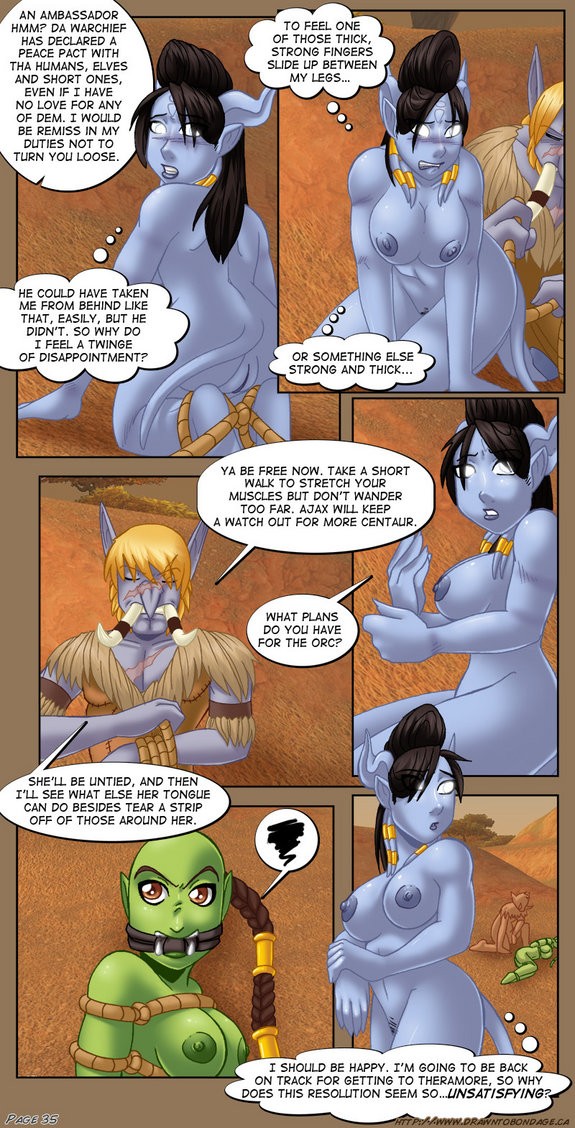 AN AMBASSADOR
HMM? DA WARCHIEF
HAS DECLARED A
PEACE PACT WITH
THA HUMANS, ELVES
AND SHORT ONES,
EVEN IF I HAVE
NO LOVE FOR ANY
OF DEM. I WOULD
BE REMISS IN MY
DUTIES NOT TO
TURN YOU LOOSE.
HE COULD HAVE TAKEN
ME FROM BEHIND LIKE
THAT, EASILY, BUT HE
DIDN'T. SO WHY DO
I FEEL A TWINGE
OF DISAPPOINTMENT?
TO FEEL ONE
OF THOSE THICK,
STRONG FINGERS
SLIDE UP BETWEEN
MY LEGS...
OR SOMETHING ELSE
STRONG AND THICK...
YA BE FREE NOW. TAKE A SHORT
WALK TO STRETCH YOUR
MUSCLES BUT DON'T WANDER
TOO FAR. AJAX WILL KEEP
A WATCH OUT FOR MORE CENTAUR.
WHAT PLANS
DO YOU HAVE
FOR THE ORC?
SHE'LL BE UNTIED, AND THEN
I'LL SEE WHAT ELSE HER TONGUE
CAN DO BESIDES TEAR A STRIP
OFF OF THOSE AROUND HER.
I SHOULD BE HAPPY. I'M GOING TO BE BACK
ON TRACK FOR GETTING TO THERAMORE, SO WHY
DOES THIS RESOLUTION SEEM SO...UNSATISFYING?
PAGE 35
HTTP://WWW.DRAWNTOBONDAGE.CA